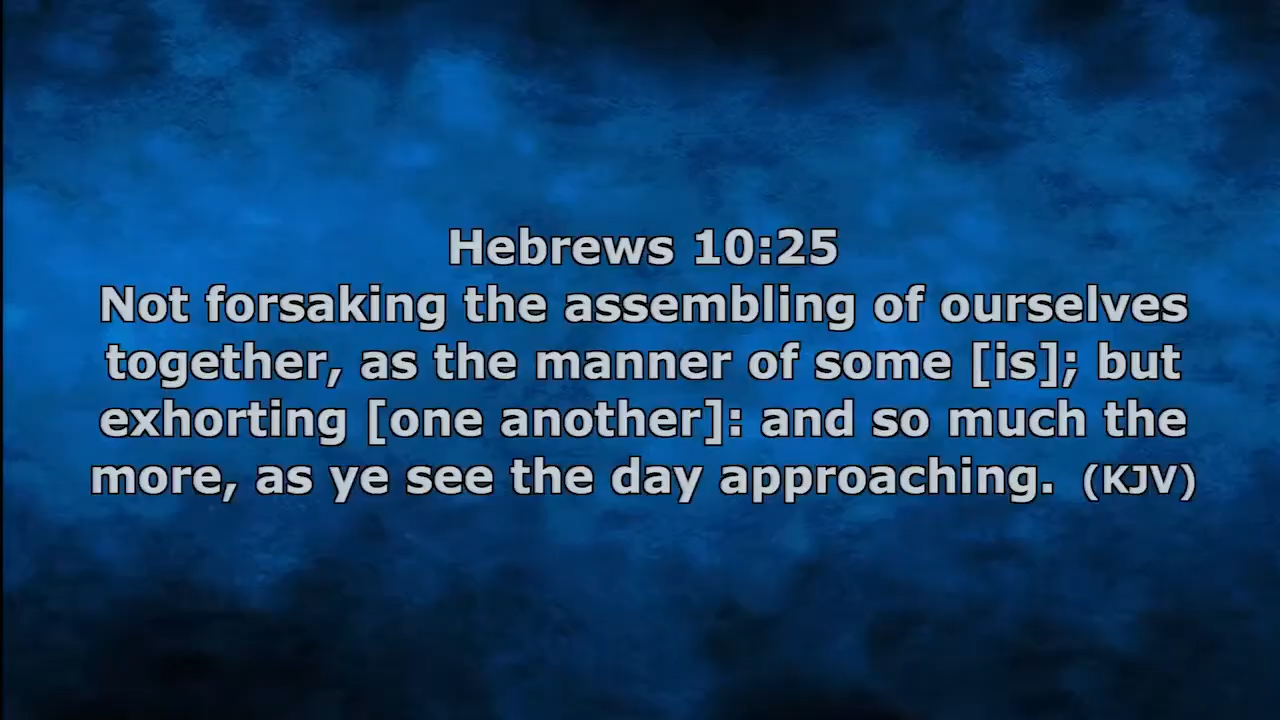 Hebrews 10:25
Not forsaking the assembling of ourselves
together, as the manner of some [is]; but
exhorting [one another]: and so much the
more, as ye see the day approaching. (KJV)